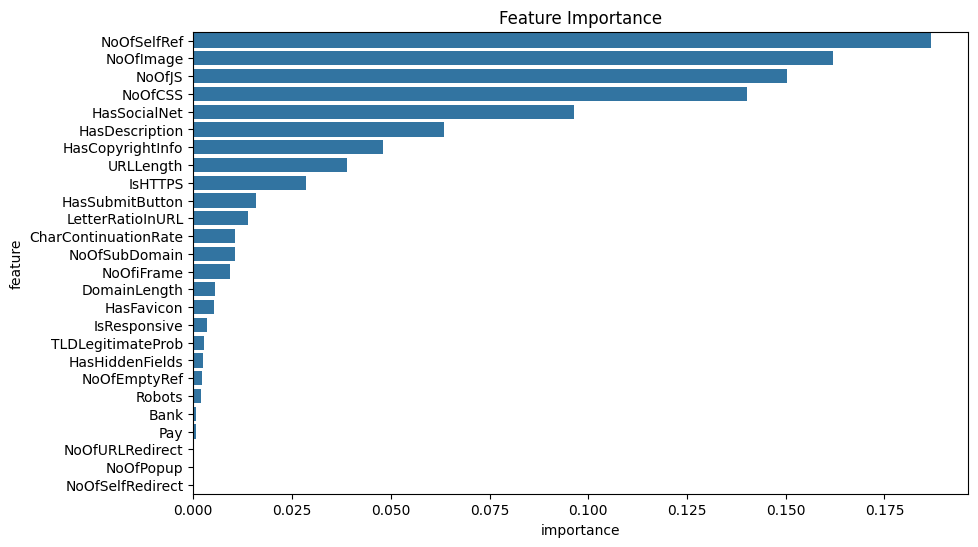 Feature Importance
NoOfSelfRef
NoOfImage
NoOfJS
NoOfCSS
HasSocialNet
HasDescription
HasCopyrightInfo
URLLength
IsHTTPS
HasSubmitButton
LetterRatioInURL
CharContinuationRate
NoOfSubDomain
NoOfiFrame
DomainLength
HasFavicon
IsResponsive
TLDLegitimateProb
HasHiddenFields
NoOfEmptyRef
Robots
Bank
Pay
NoOfURLRedirect
NoOfPopup
NoOfSelfRedirect
feature
0.000 0.025 0.050 0.075 0.100 0.125 0.150 0.175
importance